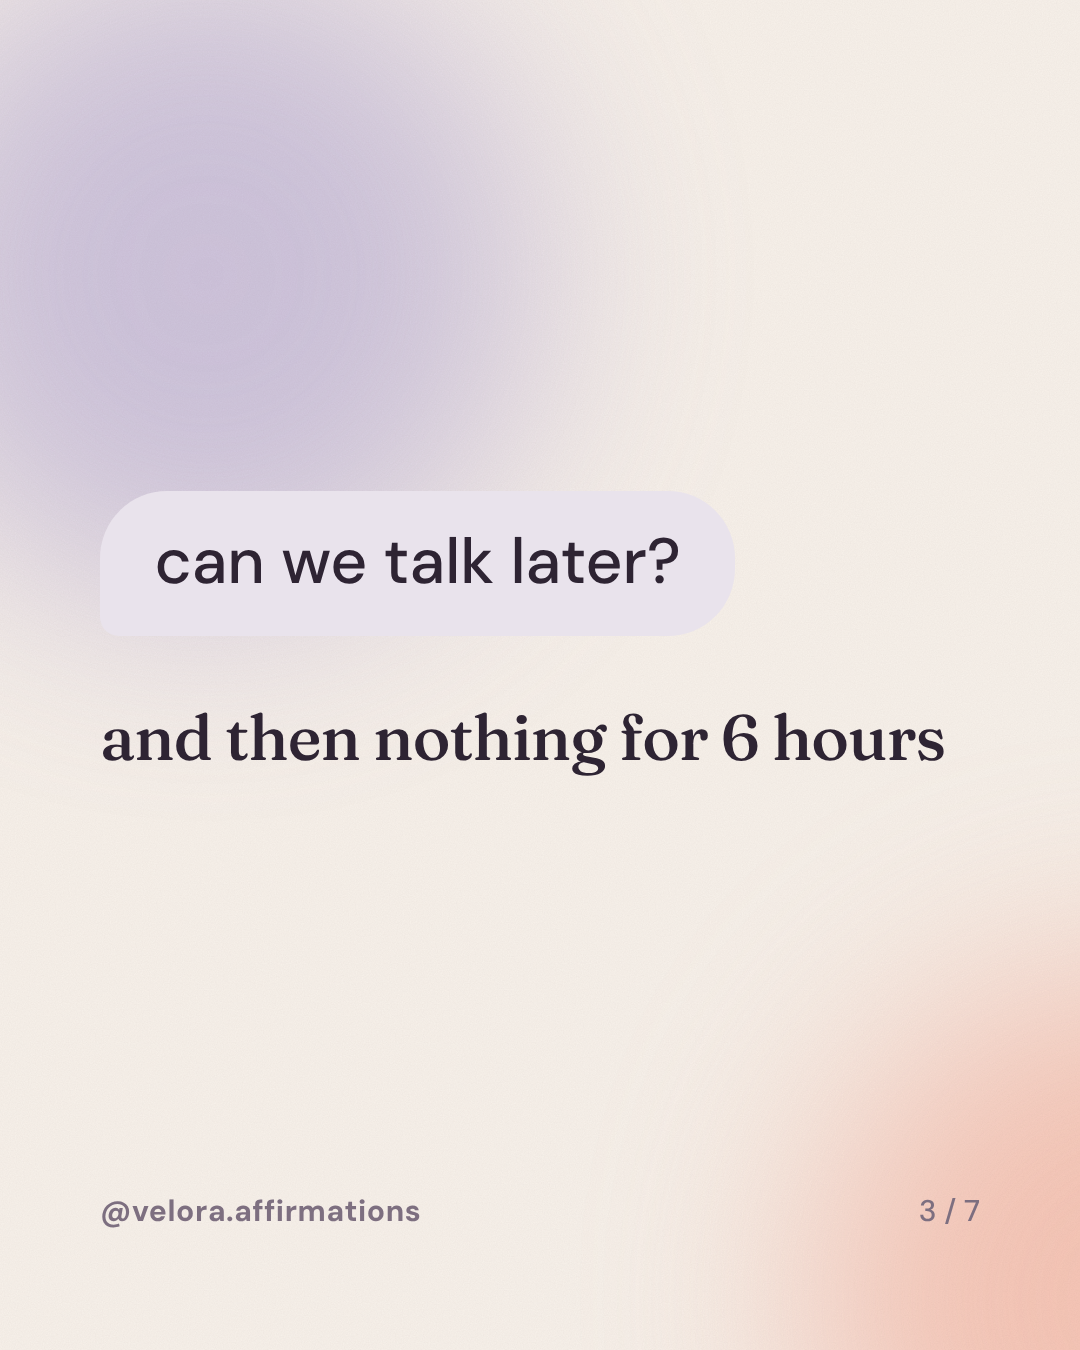 can we talk later?
and then nothing for 6 hours
@velora.affirmations
3 / 7